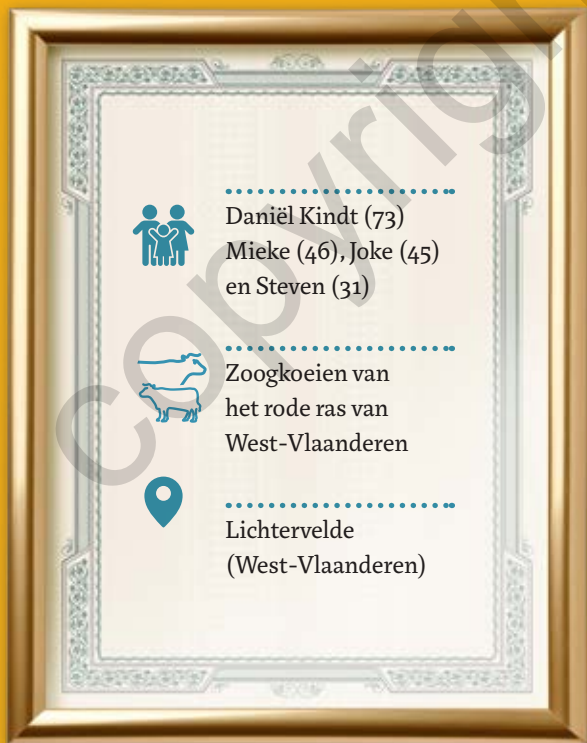 Daniël Kindt (73)
Mieke (46), Joke (45)
en Steven (31)
Zoogkoeien van
het rode ras van
West-Vlaanderen
Lichtervelde
(West-Vlaanderen)
copyrig